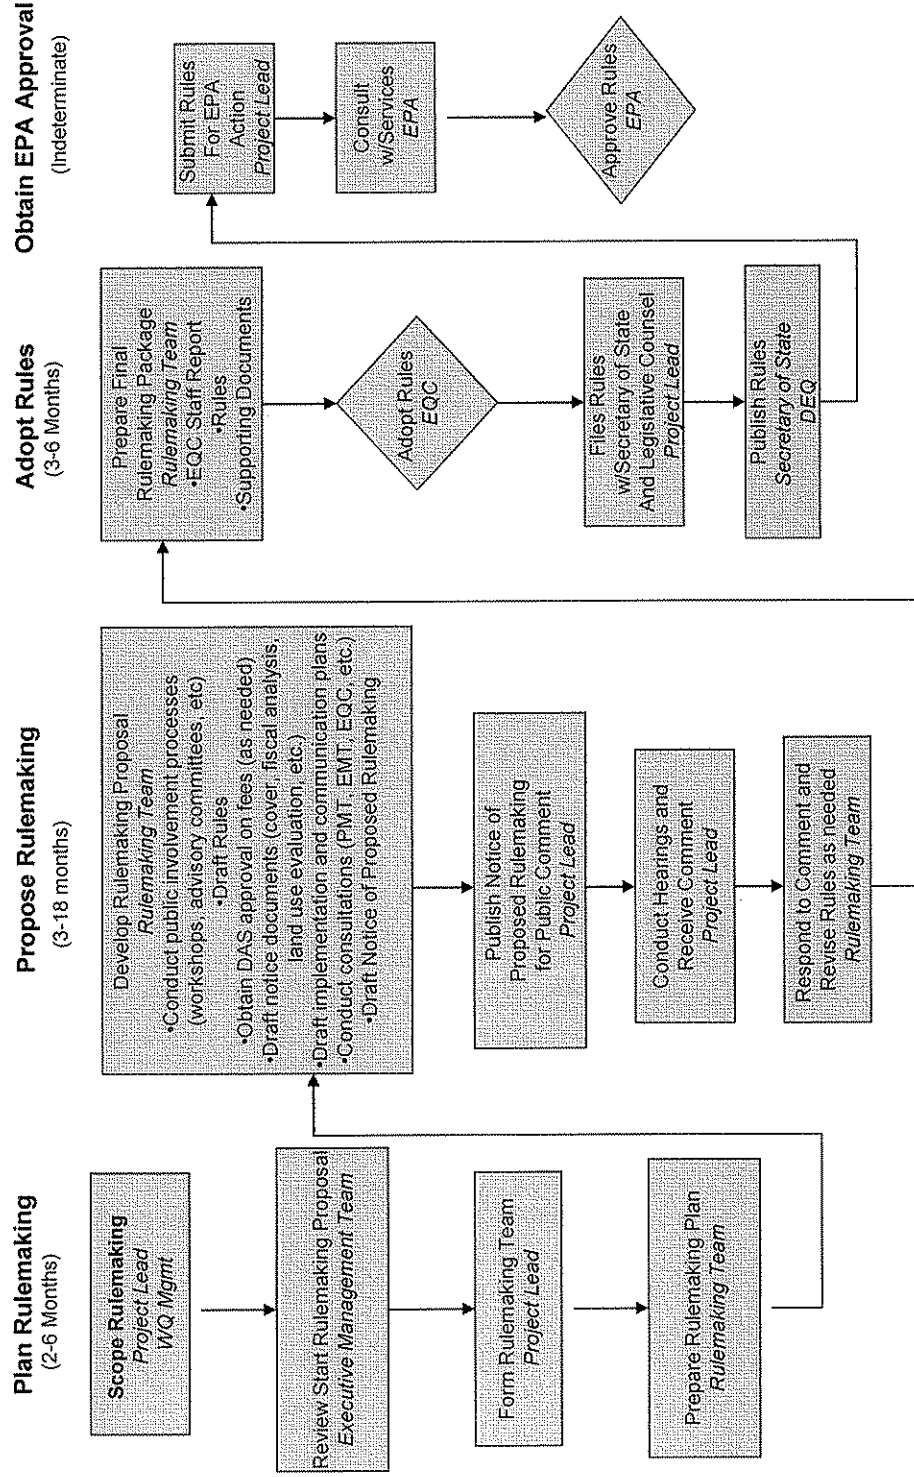 Plan Rulemaking
(2-6 Months)
Scope Rulemaking
Project Lead
WQ Mgmt
Review Start Rulemaking Proposal
Executive Management Team
Form Rulemaking Team
Project Lead
Prepare Rulemaking Plan
Rulemaking Team
Propose Rulemaking
(3-18 months)
Develop Rulemaking Proposal
Rulemaking Team
•Conduct public involvement processes
(workshops, advisory committees, etc)
•Draft Rules
•Obtain DAS approval on fees (as needed)
•Draft notice documents (cover, fiscal analysis,
land use evaluation, etc.)
•Draft implementation and communication plans
•Conduct consultations (PMT, EMT, EQC, etc.)
•Draft Notice of Proposed Rulemaking
Publish Notice of
Proposed Rulemaking
for Public Comment
Project Lead
Conduct Hearings and
Receive Comment
Project Lead
Respond to Comment and
Revise Rules as needed
Rulemaking Team
Adopt Rules
(3-6 Months)
Prepare Final
Rulemaking Package
Rulemaking Team
•EQC Staff Report
•Rules
•Supporting Documents
Adopt Rules
EQC
Files Rules
w/Secretary of State
And Legislative Counsel
Project Lead
Publish Rules
Secretary of State
DEQ
Obtain EPA Approval
(Indeterminate)
Submit Rules
For EPA
Action
Project Lead
Consult
w/Services
EPA
Approve Rules
EPA